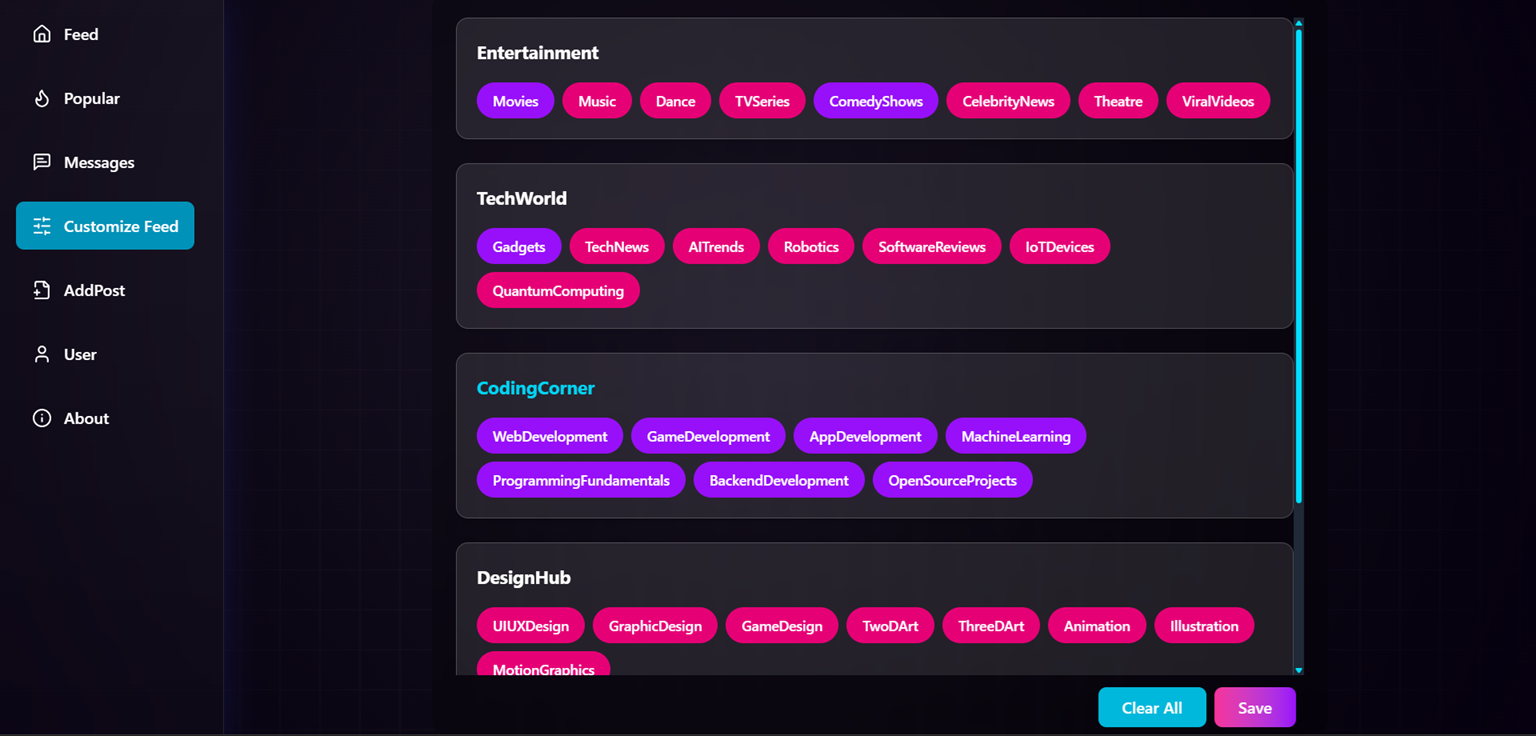 Feed
Popular
Messages
Customize Feed
AddPost
User
About
Entertainment
Movies Music Dance TVSeries ComedyShows CelebrityNews Theatre ViralVideos
TechWorld
Gadgets TechNews AITrends Robotics SoftwareReviews IoTDevices
QuantumComputing
CodingCorner
WebDevelopment GameDevelopment AppDevelopment MachineLearning
ProgrammingFundamentals BackendDevelopment OpenSourceProjects
DesignHub
UIUXDesign GraphicDesign GameDesign TwoDArt ThreeDArt Animation Illustration
MotionGraphics
Clear All Save